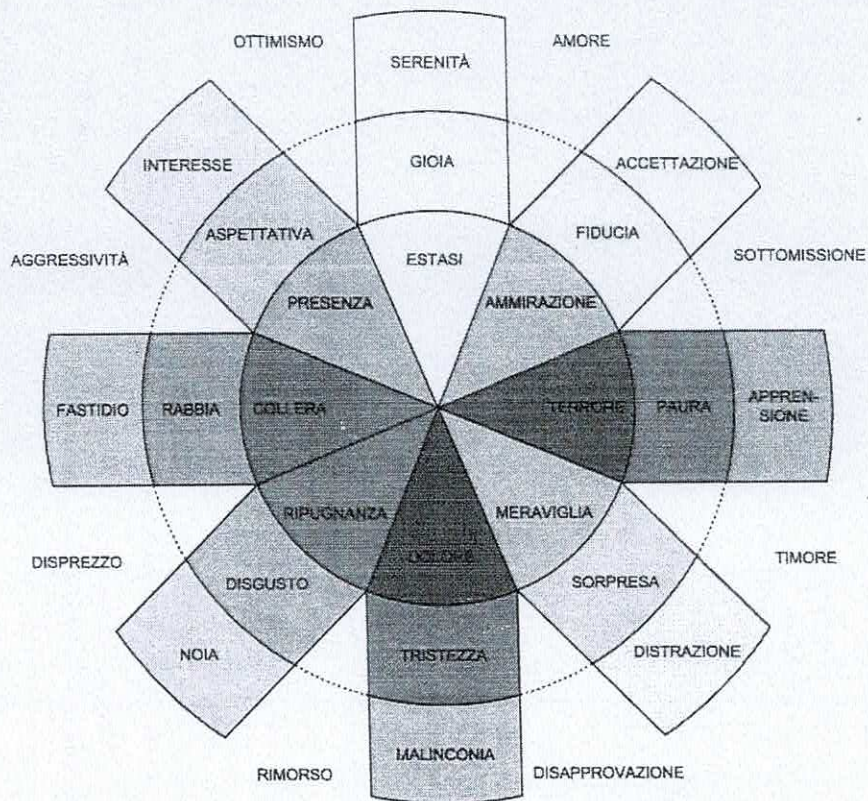 OTTIMISMO
AMORE
SERENITÀ
INTERESSE
GIOIA
ACCETTAZIONE
ASPETTATIVA
FIDUCIA
AGGRESSIVITÀ
ESTASI
SOTTOMISSIONE
PRESENZA
AMMIRAZIONE
FASTIDIO
RABBIA
COLLERA
TERRORE
PAURA
APPREN-
SIONE
RIPUGNANZA
MERAVIGLIA
DISPREZZO
DOLORE
TIMORE
DISGUSTO
SORPRESA
NOIA
TRISTEZZA
DISTRAZIONE
RIMORSO
MALINCONIA
DISAPPROVAZIONE